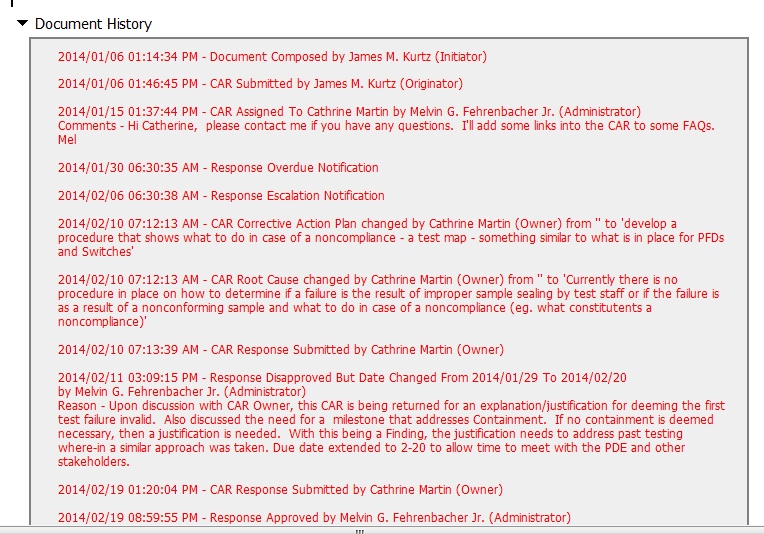 Document History
2014/01/06 01:14:34 PM - Document Composed by James M. Kurtz (Initiator)
2014/01/06 01:46:45 PM - CAR Submitted by James M. Kurtz (Originator)
2014/01/15 01:37:44 PM - CAR Assigned To Cathrine Martin by Melvin G. Fehrenbacher Jr. (Administrator)
Comments - Hi Catherine,  please contact me if you have any questions.  I'll add some links into the CAR to some FAQs.
Mel
2014/01/30 06:30:35 AM - Response Overdue Notification
2014/02/06 06:30:38 AM - Response Escalation Notification
2014/02/10 07:12:13 AM - CAR Corrective Action Plan changed by Cathrine Martin (Owner) from '' to 'develop a
procedure that shows what to do in case of a noncompliance - a test map - something similar to what is in place for PFDs
and Switches'
2014/02/10 07:12:13 AM - CAR Root Cause changed by Cathrine Martin (Owner) from '' to 'Currently there is no
procedure in place on how to determine if a failure is the result of improper sample sealing by test staff or if the failure is
as a result of a nonconforming sample and what to do in case of a noncompliance (eg. what constitutents a
noncompliance)'
2014/02/10 07:13:39 AM - CAR Response Submitted by Cathrine Martin (Owner)
2014/02/11 03:09:15 PM - Response Disapproved But Date Changed From 2014/01/29 To 2014/02/20
by Melvin G. Fehrenbacher Jr. (Administrator)
Reason - Upon discussion with CAR Owner, this CAR is being returned for an explanation/justification for deeming the first
test failure invalid.  Also discussed the need for a  milestone that addresses Containment.  If no containment is deemed
necessary, then a justification is needed.  With this being a Finding, the justification needs to address past testing
where-in a similar approach was taken. Due date extended to 2-20 to allow time to meet with the PDE and other
stakeholders.
2014/02/19 01:20:04 PM - CAR Response Submitted by Cathrine Martin (Owner)
2014/02/19 08:59:55 PM - Response Approved by Melvin G. Fehrenbacher Jr. (Administrator)